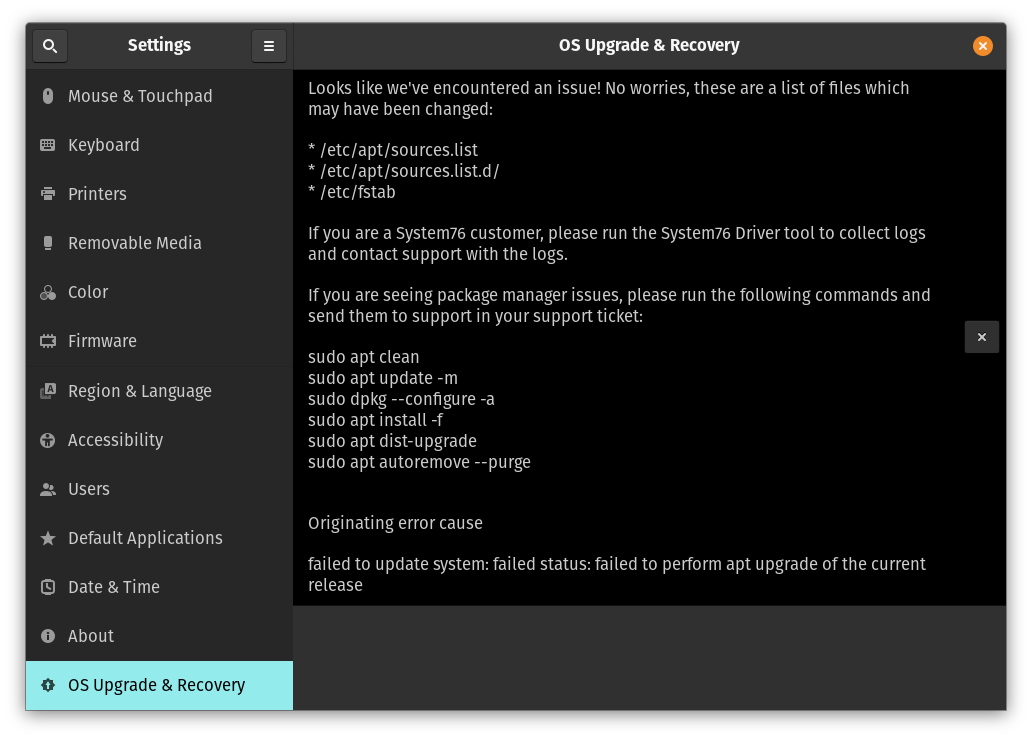 Settings
OS Upgrade & Recovery
Mouse & Touchpad
Keyboard
Printers
Removable Media
Color
Firmware
Region & Language
Accessibility
Users
Default Applications
Date & Time
About
OS Upgrade & Recovery
Looks like we've encountered an issue! No worries, these are a list of files which
may have been changed:
* /etc/apt/sources.list
* /etc/apt/sources.list.d/
* /etc/fstab
If you are a System76 customer, please run the System76 Driver tool to collect logs
and contact support with the logs.
If you are seeing package manager issues, please run the following commands and
send them to support in your support ticket:
sudo apt clean
sudo apt update -m
sudo dpkg --configure -a
sudo apt install -f
sudo apt dist-upgrade
sudo apt autoremove --purge
Originating error cause
failed to update system: failed status: failed to perform apt upgrade of the current
release